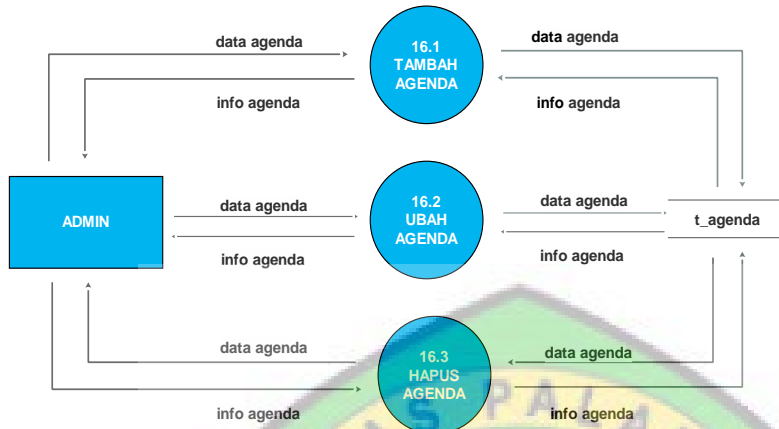 data agenda
16.1
TAMBAH
AGENDA
data agenda
info agenda
info agenda
ADMIN
data agenda
info agenda
16.2
UBAH
AGENDA
data agenda
info agenda
t_agenda
data agenda
info agenda
16.3
HAPUS
AGENDA
data agenda
info agenda
S PALA